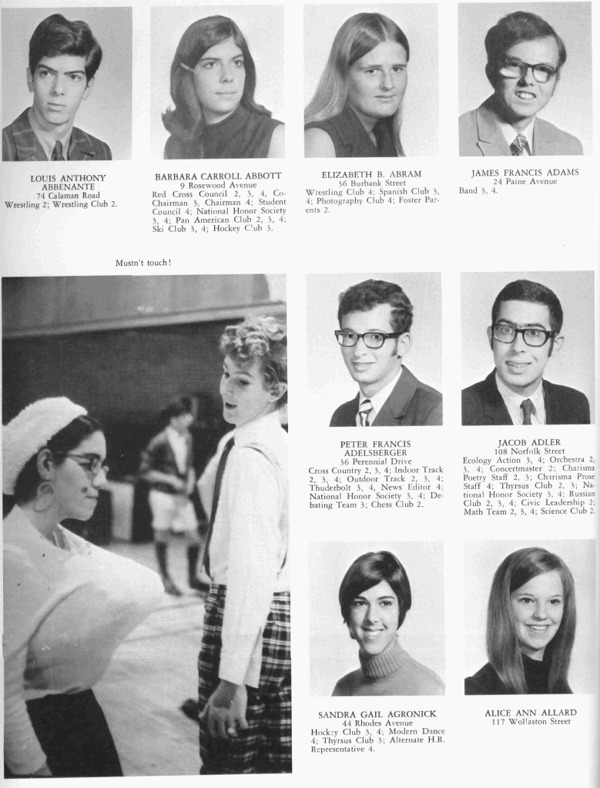 LOUIS ANTHONY
ABBENANTE
74 Calaman Road
Wrestling 2; Wrestling Club 2.
BARBARA CARROLL ABBOTT
9 Rosewood Avenue
Red Cross Council 2, 3, 4, Co-
Chairman 3, Chairman 4; Student
Council 4; National Honor Society
3, 4; Pan American Club 2, 3, 4;
Ski Club 3, 4; Hockey Club 3.
ELIZABETH B. ABRAM
36 Burbank Street
Wrestling Club 4; Spanish Club 3,
4; Photography Club 4; Foster Par-
ents 2.
JAMES FRANCIS ADAMS
24 Paine Avenue
Band 3, 4.
Mustn't touch!
PETER FRANCIS
ADELSBERGER
36 Perennial Drive
Cross Country 2, 3, 4; Indoor Track
2, 3, 4; Outdoor Track 2, 3, 4;
Thuderbolt 3, 4, News Editor 4;
National Honor Society 3, 4; De-
bating Team 3; Chess Club 2.
JACOB ADLER
108 Norfolk Street
Ecology Action 3, 4; Orchestra 2,
3, 4; Concertmaster 2; Charisma
Poetry Staff 2, 3; Charisma Prose
Staff 4; Thyrsus Club 2, 3; Na-
tional Honor Society 3, 4; Russian
Club 2, 3, 4; Civic Leadership 2;
Math Team 2, 3, 4; Science Club 2.
SANDRA GAIL AGRONICK
44 Rhodes Avenue
Hockey Club 3, 4; Modern Dance
4; Thyrsus Club 3; Alternate H.R.
Representative 4.
ALICE ANN ALLARD
117 Wollaston Street